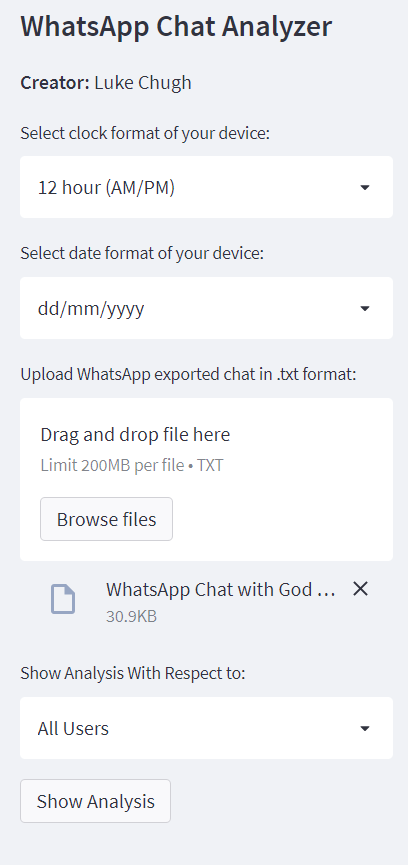 WhatsApp Chat Analyzer
Creator: Luke Chugh
Select clock format of your device:
12 hour (AM/PM)
Select date format of your device:
dd/mm/yyyy
Upload WhatsApp exported chat in .txt format:
Drag and drop file here
Limit 200MB per file • TXT
Browse files
WhatsApp Chat with God ...
30.9KB
Show Analysis With Respect to:
All Users
Show Analysis